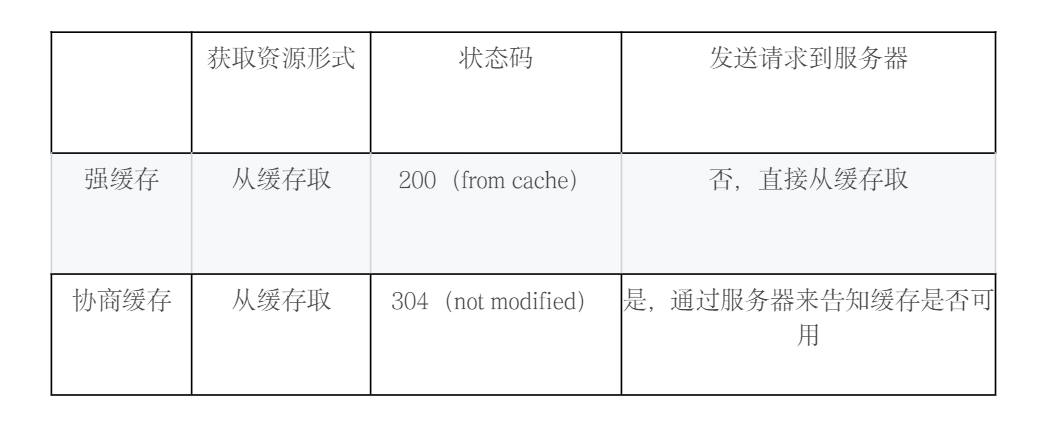 获取资源形式 状态码 发送请求到服务器
强缓存 从缓存取 200（from cache） 否，直接从缓存取
协商缓存 从缓存取 304（not modified） 是，通过服务器来告知缓存是否可
用